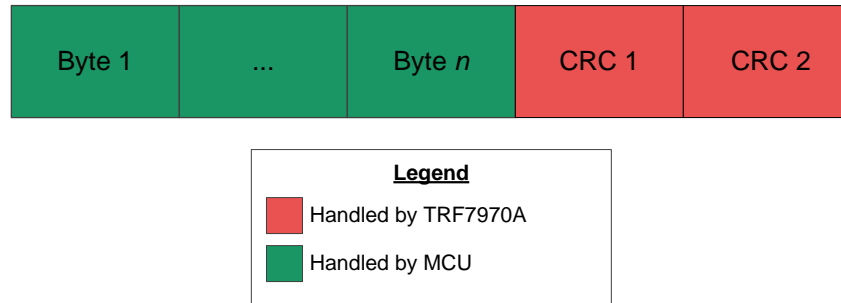 Byte 1 ... Byte n CRC 1 CRC 2
Legend
Handled by TRF7970A
Handled by MCU